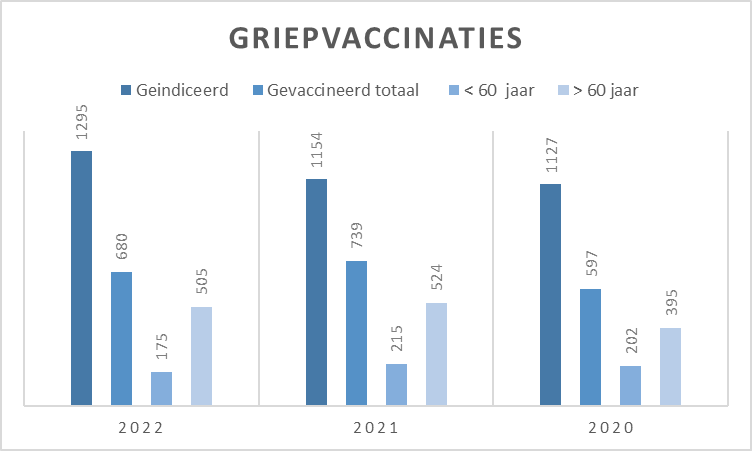 GRIEPVACCINATIES
Geindiceerd Gevaccineerd totaal < 60 jaar > 60 jaar
1295 680 175 505
1154 739 215 524
1127 597 202 395
2022 2021 2020